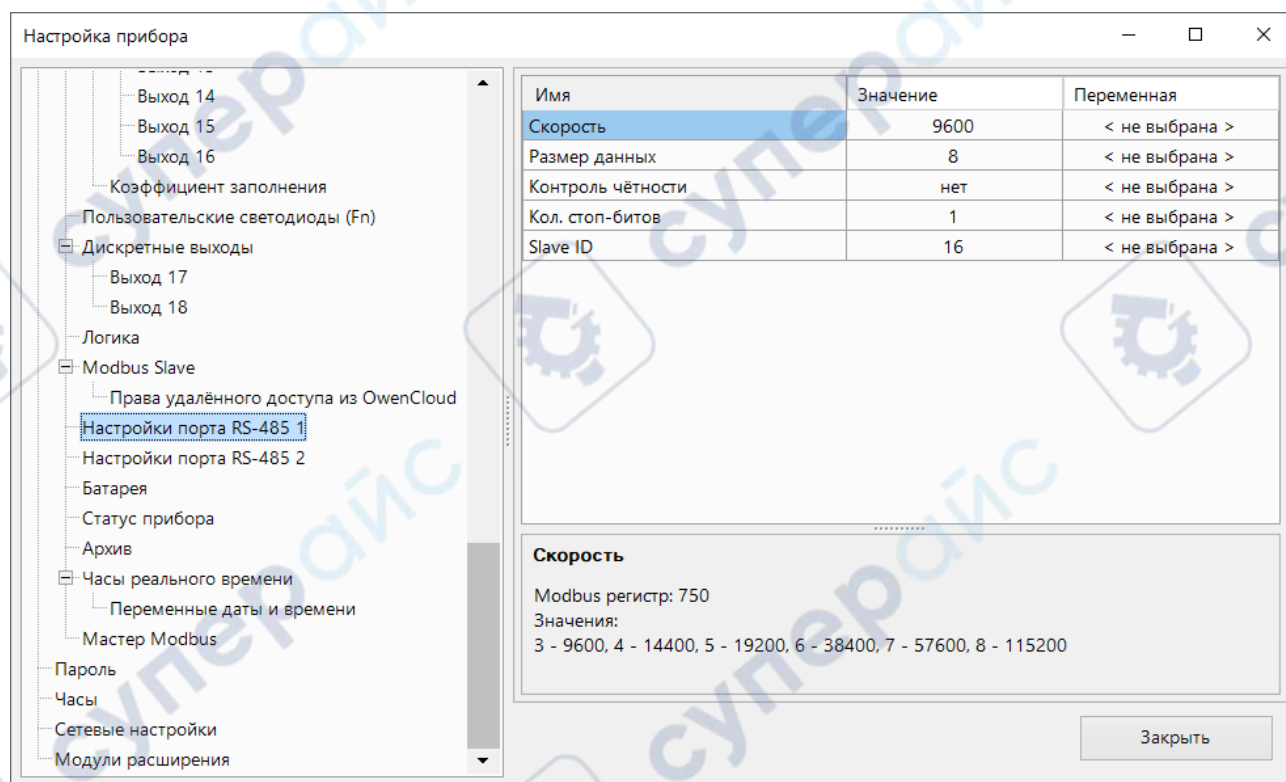 Настройка прибора
Выход 14
Выход 15
Выход 16
Коэффициент заполнения
Пользовательские светодиоды (Fn)
Дискретные выходы
Выход 17
Выход 18
Логика
Modbus Slave
Права удалённого доступа из OwenCloud
Настройки порта RS-485 1
Настройки порта RS-485 2
Батарея
Статус прибора
Архив
Часы реального времени
Переменные даты и времени
Мастер Modbus
Пароль
Часы
Сетевые настройки
Модули расширения
Имя Значение Переменная
Скорость 9600 < не выбрана >
Размер данных 8 < не выбрана >
Контроль чётности нет < не выбрана >
Кол. стоп-битов 1 < не выбрана >
Slave ID 16 < не выбрана >
Скорость
Modbus регистр: 750
Значения:
3 - 9600, 4 - 14400, 5 - 19200, 6 - 38400, 7 - 57600, 8 - 115200
Закрыть
суперайс
суперайс
суперайс
суперайс